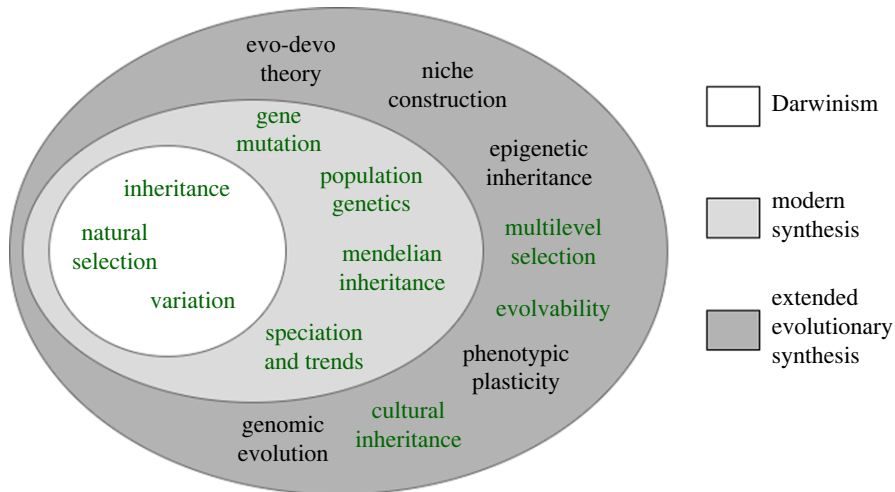 evo-devo
theory
niche
construction
gene
mutation
epigenetic
inheritance
inheritance
population
genetics
natural
selection
multilevel
selection
mendelian
inheritance
variation
evolvability
speciation
and trends
phenotypic
plasticity
cultural
inheritance
genomic
evolution
Darwinism
modern
synthesis
extended
evolutionary
synthesis